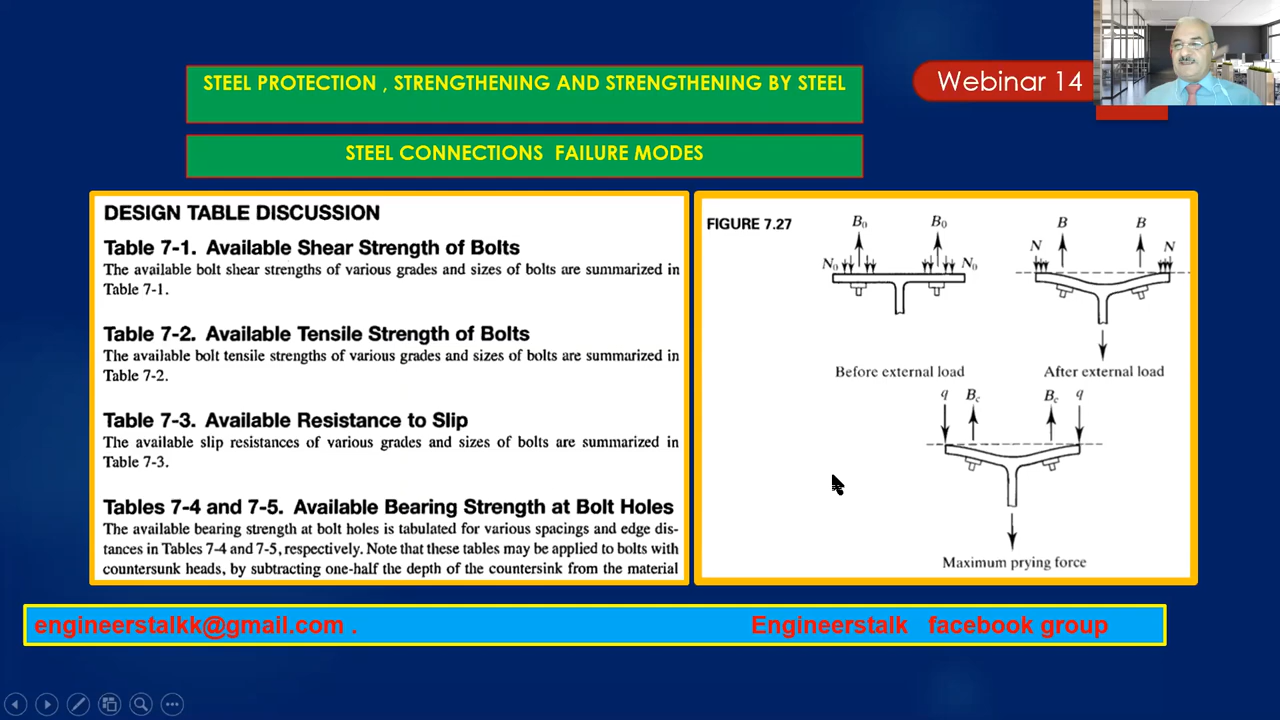 STEEL PROTECTION , STRENGTHENING AND STRENGTHENING BY STEEL
Webinar 14
STEEL CONNECTIONS FAILURE MODES
DESIGN TABLE DISCUSSION
Table 7-1. Available Shear Strength of Bolts
The available bolt shear strengths of various grades and sizes of bolts are summarized in
Table 7-1.
Table 7-2. Available Tensile Strength of Bolts
The available bolt tensile strengths of various grades and sizes of bolts are summarized in
Table 7-2.
Table 7-3. Available Resistance to Slip
The available slip resistances of various grades and sizes of bolts are summarized in
Table 7-3.
Tables 7-4 and 7-5. Available Bearing Strength at Bolt Holes
The available bearing strength at bolt holes is tabulated for various spacings and edge dis-
tances in Tables 7-4 and 7-5, respectively. Note that these tables may be applied to bolts with
countersunk heads, by subtracting one-half the depth of the countersink from the material
FIGURE 7.27
B₀ B₀
N₀ N₀
B B
N N
Before external load
After external load
q B꜀ B꜀ q
Maximum prying force
engineerstalkk@gmail.com .
Engineerstalk facebook group